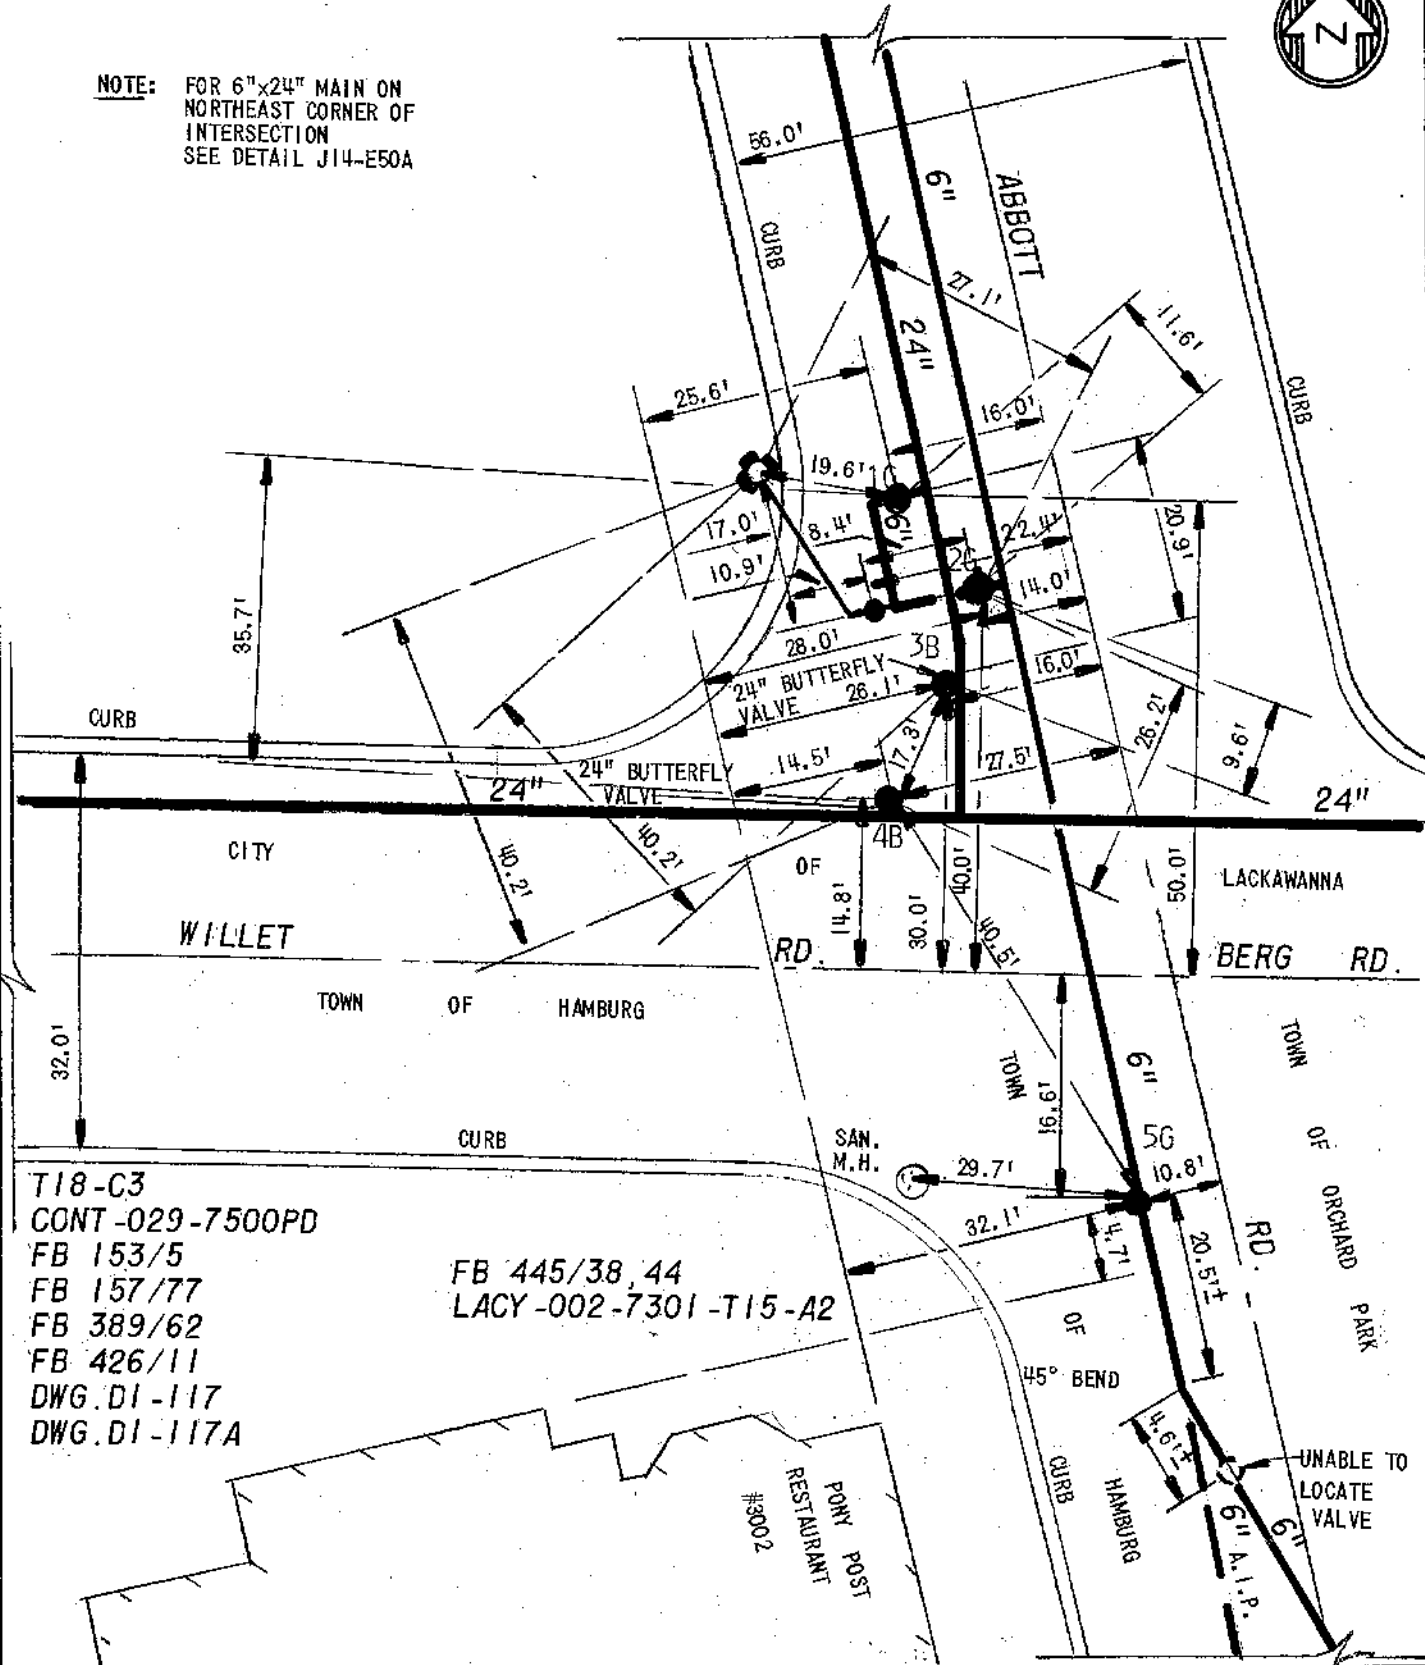 N
NOTE: FOR 6"x24" MAIN ON
NORTHEAST CORNER OF
INTERSECTION
SEE DETAIL J14-E50A
56.0'
6"
ABBOTT
CURB
27.1'
24"
11.6'
25.6'
16.0'
CURB
19.6'
1G
17.0'
8.4'
6"
22.4'
20.9'
10.9'
2G
14.0'
35.7'
28.0'
3B
16.0'
24" BUTTERFLY
VALVE
26.1'
26.2'
9.6'
CURB
17.3'
14.5'
27.5'
24" BUTTERFLY
VALVE
24"
24"
4B
40.2'
40.2'
CITY
OF
LACKAWANNA
14.8'
30.0'
40.0'
50.0'
40.5'
WILLET
RD.
BERG RD.
TOWN OF HAMBURG
32.0'
TOWN
6"
16.6'
TOWN
OF
ORCHARD
PARK
CURB
SAN.
M.H.
5G
29.7'
10.8'
32.1'
4.7'
20.5'±
RD.
T18-C3
CONT-029-7500PD
FB 153/5
FB 157/77
FB 389/62
FB 426/11
DWG.D1-117
DWG.D1-117A
FB 445/38,44
LACY-002-7301-T15-A2
OF
45° BEND
4.6'±
CURB
HAMBURG
UNABLE TO
LOCATE
VALVE
PONY POST
RESTAURANT
#3002
6" A.I.P.
6"